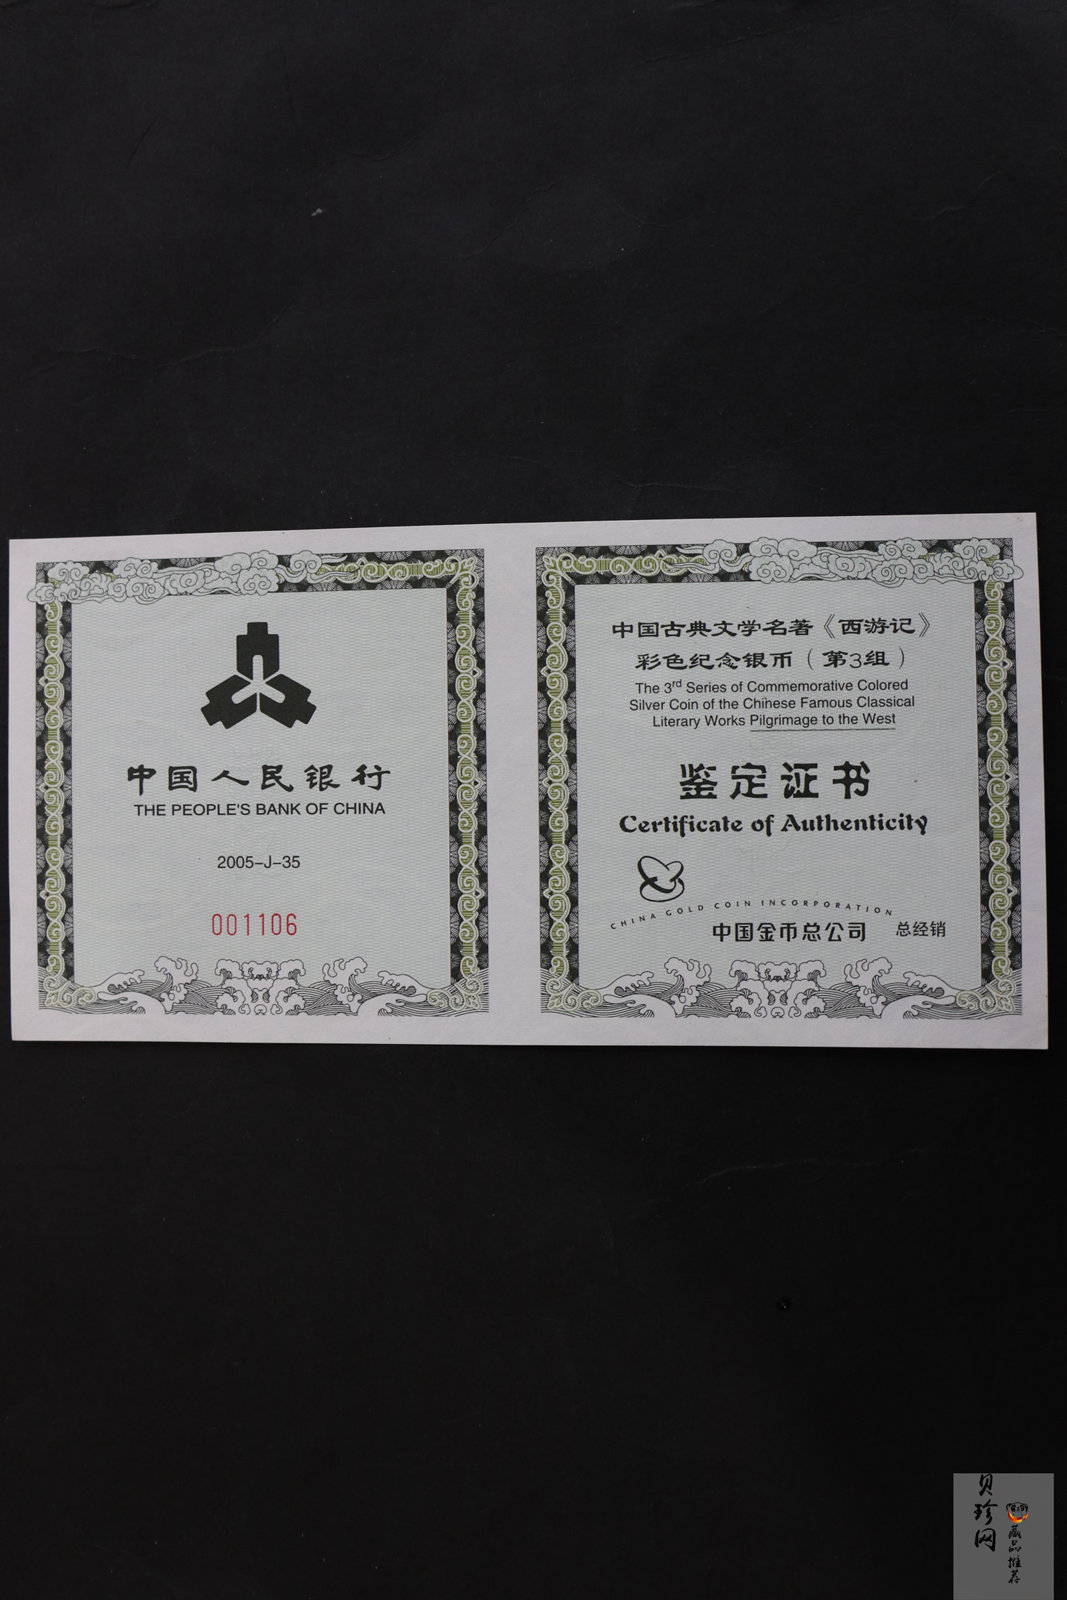 中国人民银行
THE PEOPLE'S BANK OF CHINA
2005-J-35
001106
中国古典文学名著《西游记》
彩色纪念银币（第3组）
The 3rd Series of Commemorative Colored
Silver Coin of the Chinese Famous Classical
Literary Works Pilgrimage to the West
鉴定证书
Certificate of Authenticity
CHINA GOLD COIN INCORPORATION
中国金币总公司 总经销
贝珍网
藏品推荐